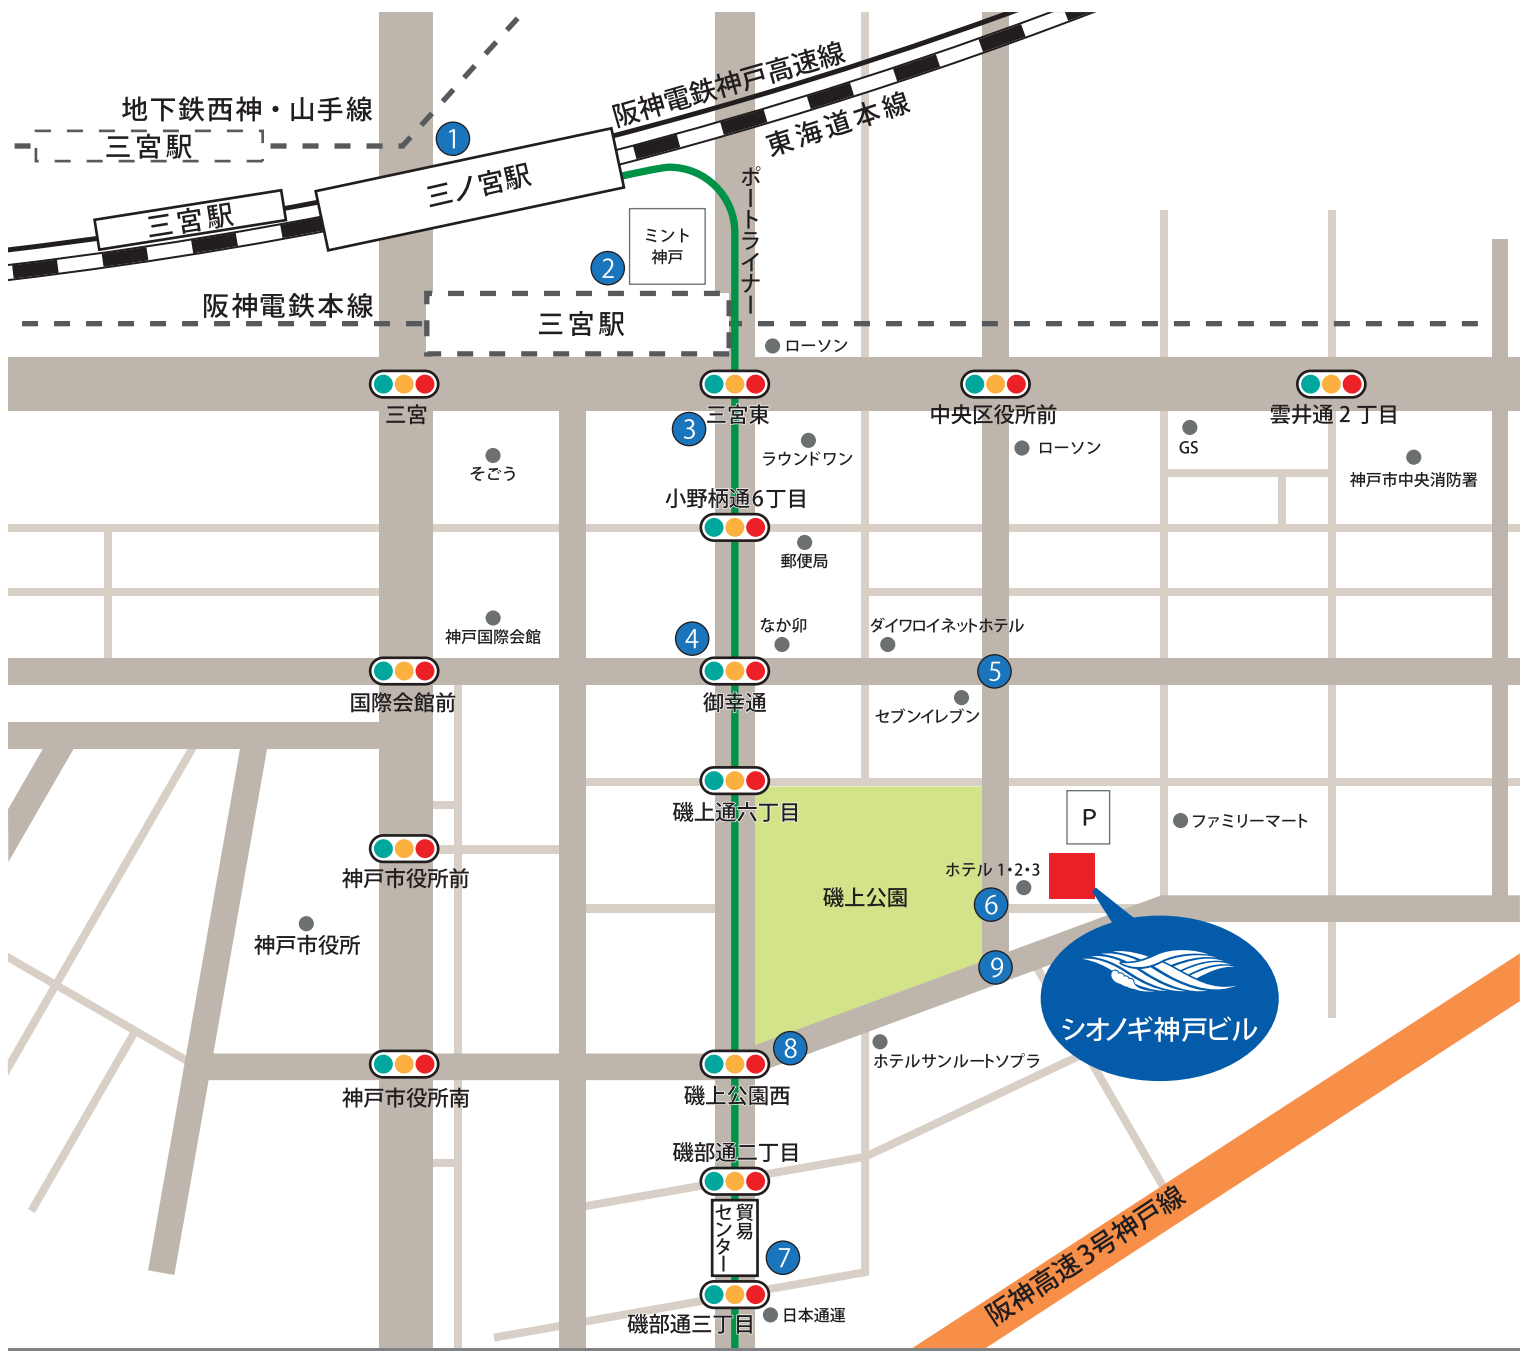 阪神電鉄神戸高速線
東海道本線
地下鉄西神・山手線
三宮駅
1
三ノ宮駅
三宮駅
ポートライナー
ミント
神戸
2
阪神電鉄本線
三宮駅
ローソン
三宮
三宮東
中央区役所前
雲井通2丁目
3
ラウンドワン
ローソン
GS
そごう
神戸市中央消防署
小野柄通6丁目
郵便局
神戸国際会館
4
なか卯
ダイワロイネットホテル
5
国際会館前
御幸通
セブンイレブン
磯上通六丁目
P
ファミリーマート
神戸市役所前
ホテル 1・2・3
磯上公園
6
神戸市役所
9
シオノギ神戸ビル
8
ホテルサンルートソプラ
神戸市役所南
磯上公園西
磯部通二丁目
貿易
センター
7
阪神高速3号神戸線
磯部通三丁目
日本通運